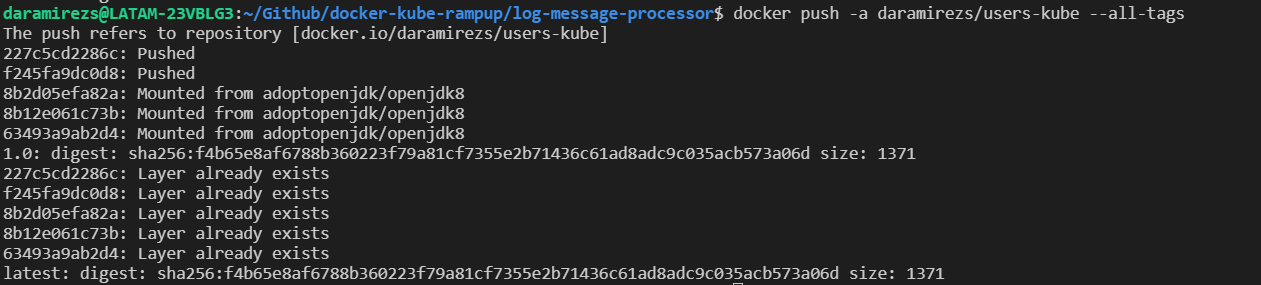 daramirezs@LATAM-23VBLG3:~/Github/docker-kube-rampup/log-message-processor$ docker push -a daramirezs/users-kube --all-tags
The push refers to repository [docker.io/daramirezs/users-kube]
227c5cd2286c: Pushed
f245fa9dc0d8: Pushed
8b2d05efa82a: Mounted from adoptopenjdk/openjdk8
8b12e061c73b: Mounted from adoptopenjdk/openjdk8
63493a9ab2d4: Mounted from adoptopenjdk/openjdk8
1.0: digest: sha256:f4b65e8af6788b360223f79a81cf7355e2b71436c61ad8adc9c035acb573a06d size: 1371
227c5cd2286c: Layer already exists
f245fa9dc0d8: Layer already exists
8b2d05efa82a: Layer already exists
8b12e061c73b: Layer already exists
63493a9ab2d4: Layer already exists
latest: digest: sha256:f4b65e8af6788b360223f79a81cf7355e2b71436c61ad8adc9c035acb573a06d size: 1371